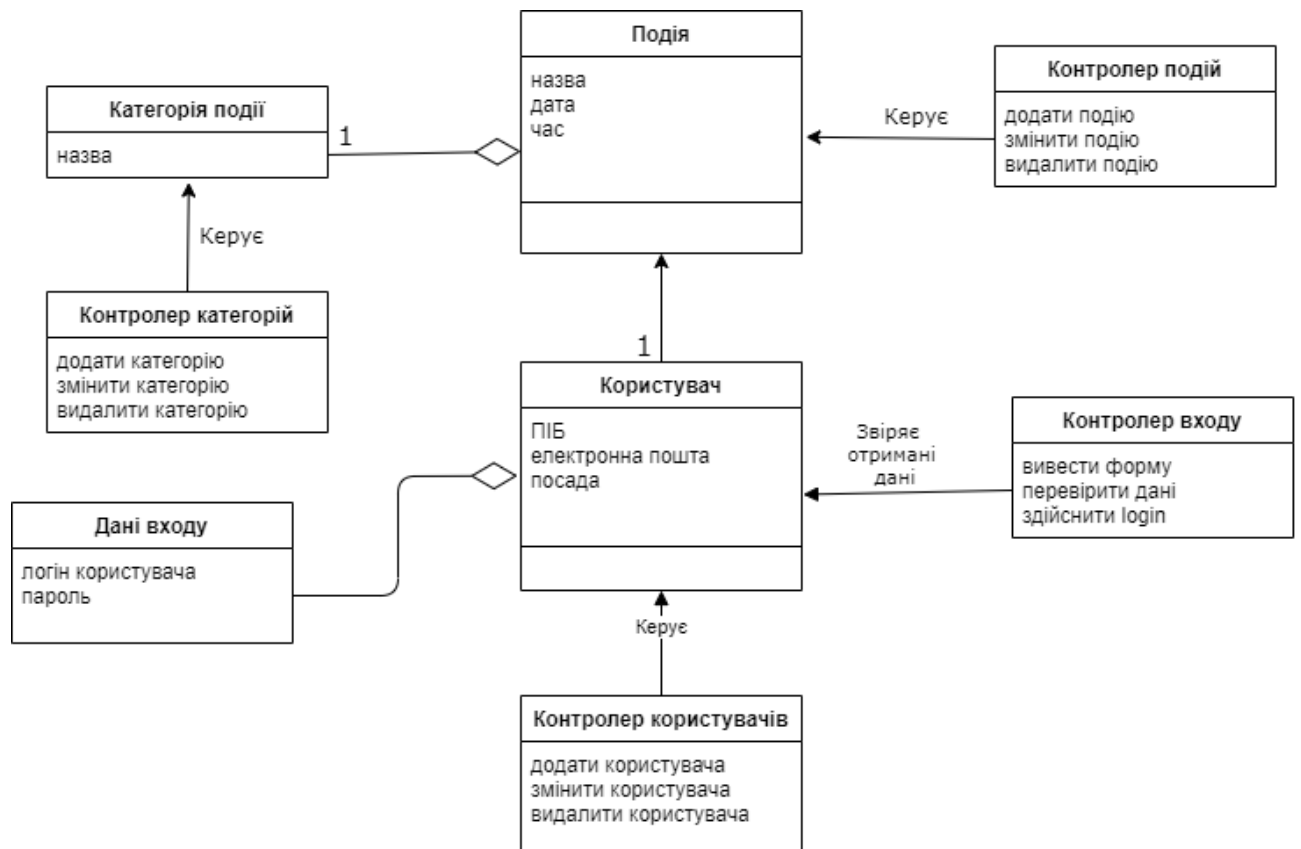 Подія
назва
дата
час
Контролер подій
додати подію
змінити подію
видалити подію
Керує
Категорія події
назва
1
Керує
Контролер категорій
додати категорію
змінити категорію
видалити категорію
1
Користувач
ПІБ
електронна пошта
посада
Звіряє
отримані
дані
Контролер входу
вивести форму
перевірити дані
здійснити login
Дані входу
логін користувача
пароль
Керує
Контролер користувачів
додати користувача
змінити користувача
видалити користувача